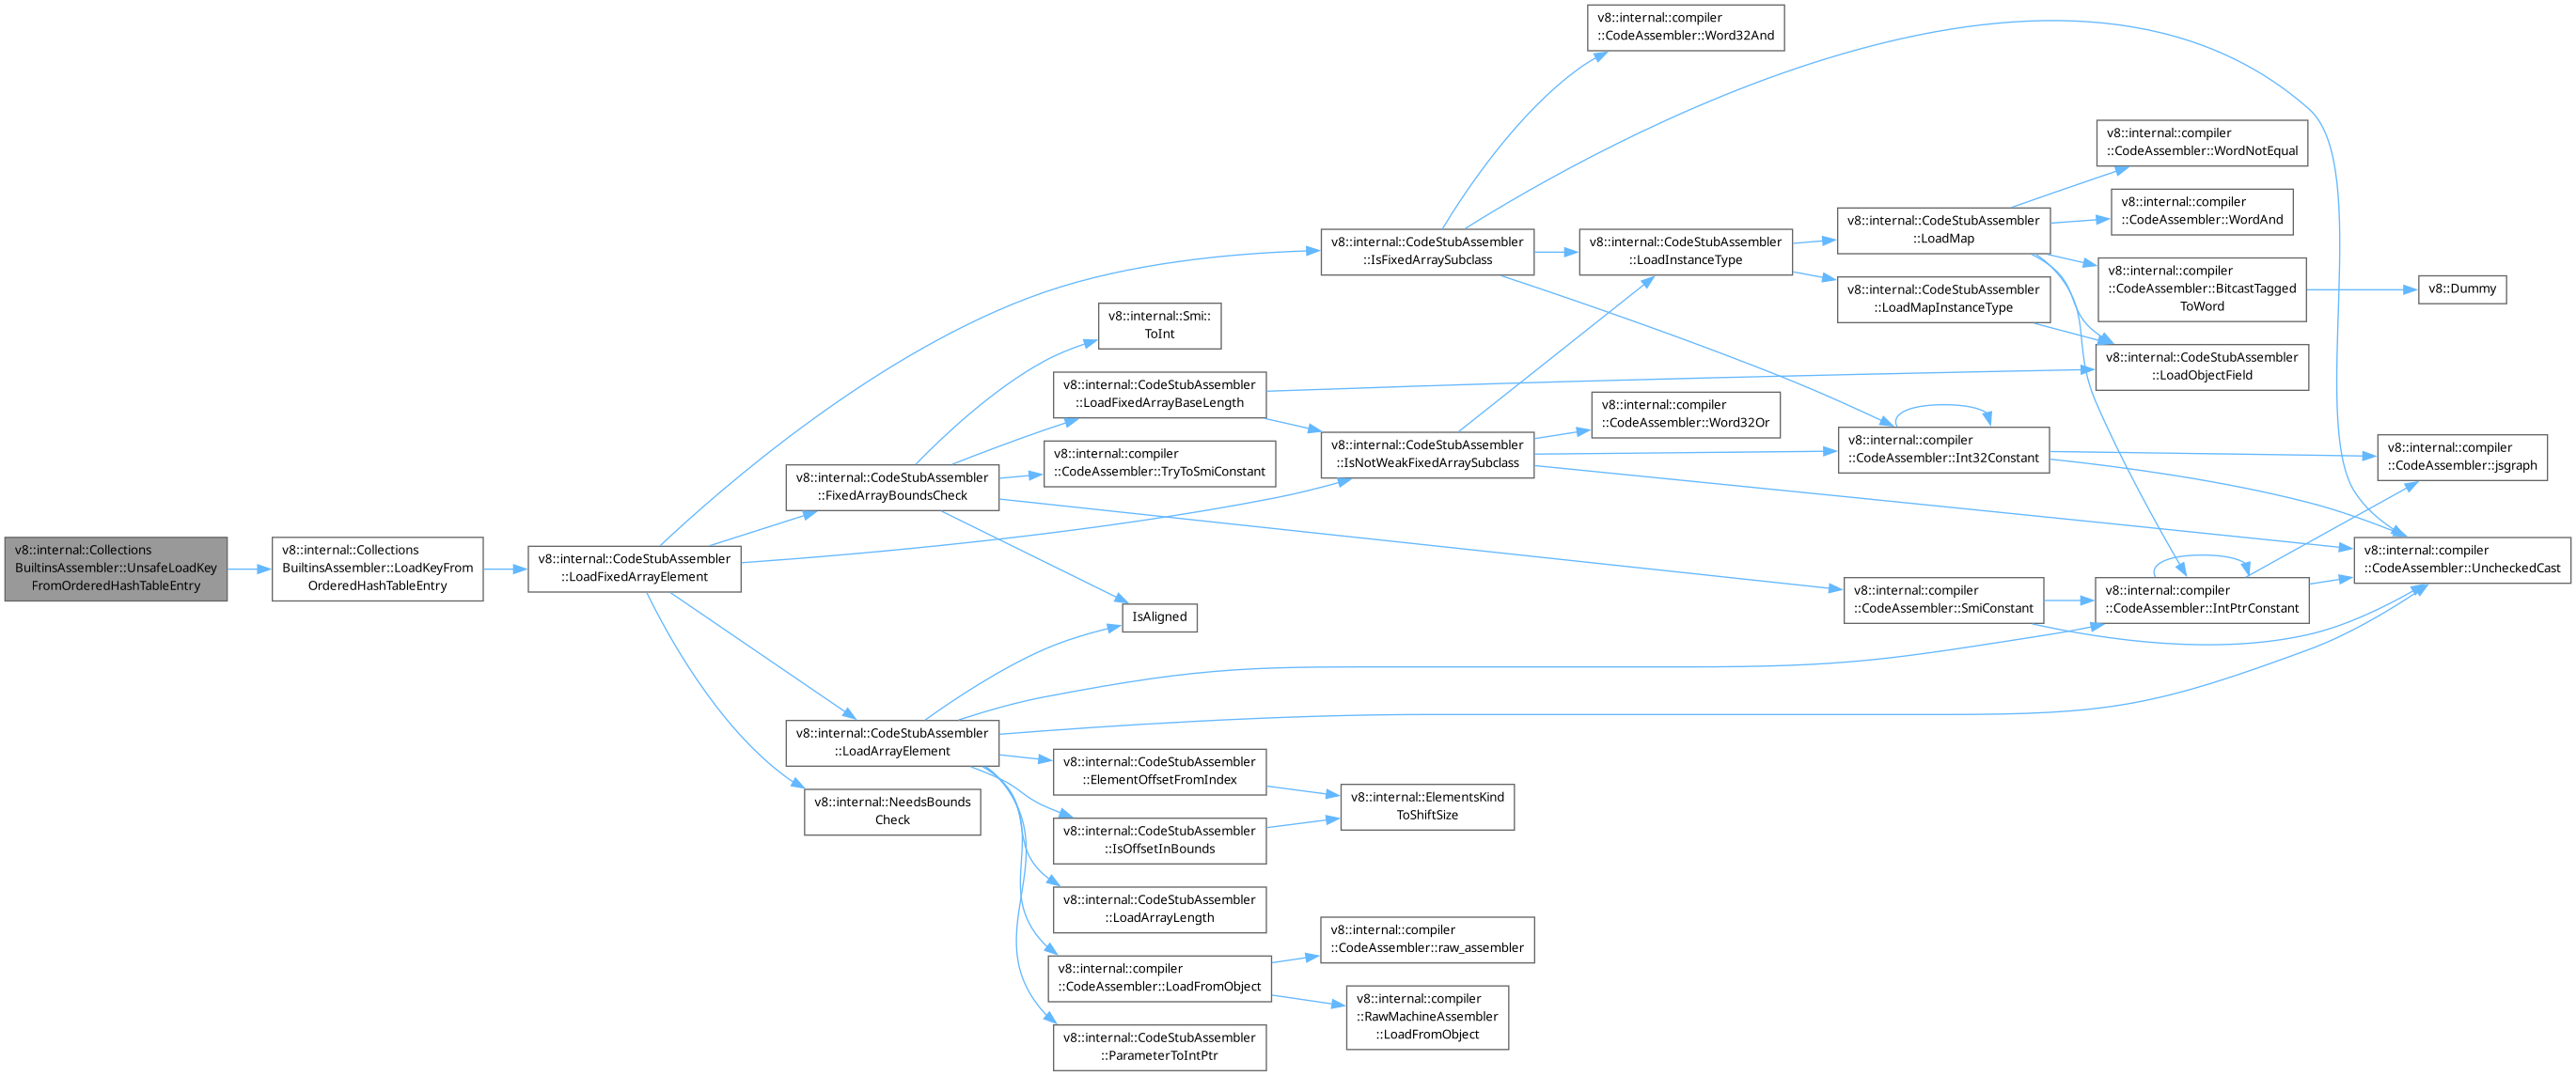 v8::internal::Collections
BuiltinsAssembler::UnsafeLoadKey
FromOrderedHashTableEntry
v8::internal::Collections
BuiltinsAssembler::LoadKeyFrom
OrderedHashTableEntry
v8::internal::CodeStubAssembler
::LoadFixedArrayElement
v8::internal::CodeStubAssembler
::FixedArrayBoundsCheck
v8::internal::CodeStubAssembler
::LoadArrayElement
v8::internal::NeedsBounds
Check
v8::internal::Smi::
ToInt
v8::internal::CodeStubAssembler
::LoadFixedArrayBaseLength
v8::internal::compiler
::CodeAssembler::TryToSmiConstant
IsAligned
v8::internal::CodeStubAssembler
::ElementOffsetFromIndex
v8::internal::CodeStubAssembler
::IsOffsetInBounds
v8::internal::CodeStubAssembler
::LoadArrayLength
v8::internal::compiler
::CodeAssembler::LoadFromObject
v8::internal::CodeStubAssembler
::ParameterToIntPtr
v8::internal::CodeStubAssembler
::IsFixedArraySubclass
v8::internal::CodeStubAssembler
::IsNotWeakFixedArraySubclass
v8::internal::ElementsKind
ToShiftSize
v8::internal::compiler
::CodeAssembler::raw_assembler
v8::internal::compiler
::RawMachineAssembler
::LoadFromObject
v8::internal::compiler
::CodeAssembler::Word32And
v8::internal::CodeStubAssembler
::LoadInstanceType
v8::internal::compiler
::CodeAssembler::Word32Or
v8::internal::CodeStubAssembler
::LoadMap
v8::internal::CodeStubAssembler
::LoadMapInstanceType
v8::internal::compiler
::CodeAssembler::Int32Constant
v8::internal::compiler
::CodeAssembler::SmiConstant
v8::internal::compiler
::CodeAssembler::WordNotEqual
v8::internal::compiler
::CodeAssembler::WordAnd
v8::internal::compiler
::CodeAssembler::BitcastTagged
ToWord
v8::internal::CodeStubAssembler
::LoadObjectField
v8::internal::compiler
::CodeAssembler::IntPtrConstant
v8::Dummy
v8::internal::compiler
::CodeAssembler::jsgraph
v8::internal::compiler
::CodeAssembler::UncheckedCast